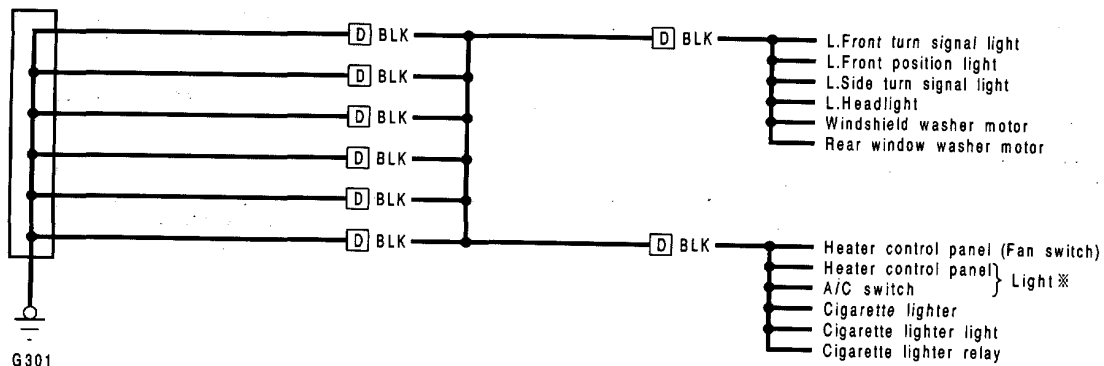 D BLK D BLK L.Front turn signal light
D BLK L.Front position light
L.Side turn signal light
D BLK L.Headlight
Windshield washer motor
D BLK Rear window washer motor
D BLK
D BLK D BLK Heater control panel (Fan switch)
Heater control panel } Light※
A/C switch
Cigarette lighter
Cigarette lighter light
Cigarette lighter relay
G301